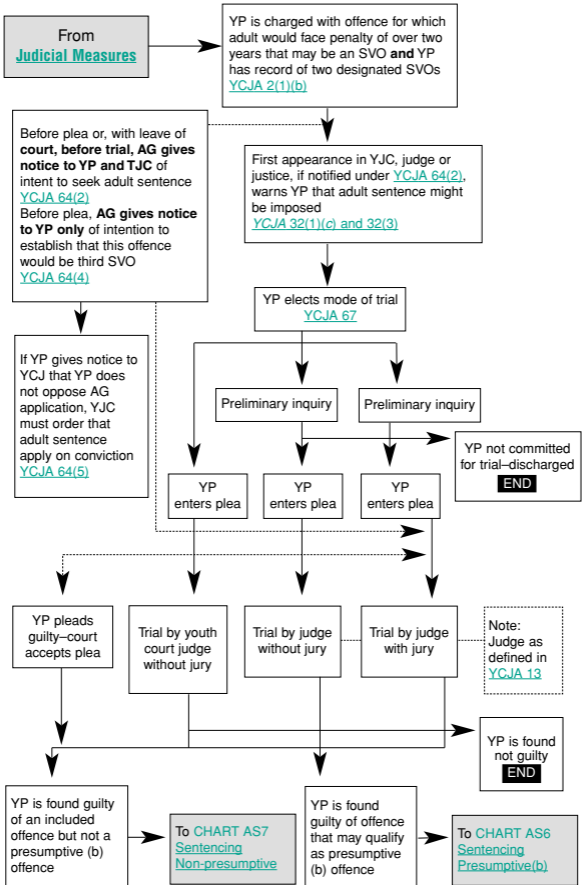 From
Judicial Measures
YP is charged with offence for which
adult would face penalty of over two
years that may be an SVO and YP
has record of two designated SVOs
YCJA 2(1)(b)
Before plea or, with leave of
court, before trial, AG gives
notice to YP and TJC of
intent to seek adult sentence
YCJA 64(2)
Before plea, AG gives notice
to YP only of intention to
establish that this offence
would be third SVO
YCJA 64(4)
First appearance in YJC, judge or
justice, if notified under YCJA 64(2),
warns YP that adult sentence might
be imposed
YCJA 32(1)(c) and 32(3)
YP elects mode of trial
YCJA 67
If YP gives notice to
YCJ that YP does
not oppose AG
application, YJC
must order that
adult sentence
apply on conviction
YCJA 64(5)
Preliminary inquiry
Preliminary inquiry
YP not committed
for trial–discharged
END
YP
enters plea
YP
enters plea
YP
enters plea
YP pleads
guilty–court
accepts plea
Trial by youth
court judge
without jury
Trial by judge
without jury
Trial by judge
with jury
Note:
Judge as
defined in
YCJA 13
YP is found
not guilty
END
YP is found guilty
of an included
offence but not a
presumptive (b)
offence
To CHART AS7
Sentencing
Non-presumptive
YP is found
guilty of offence
that may qualify
as presumptive
(b) offence
To CHART AS6
Sentencing
Presumptive(b)